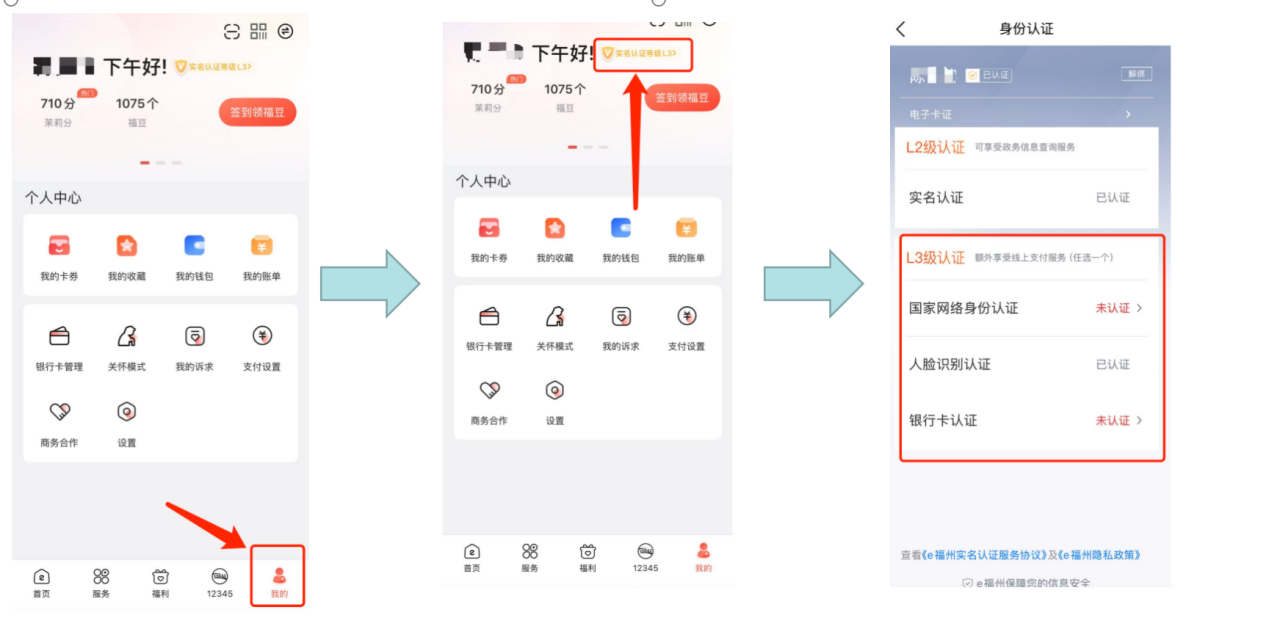 下午好!
实名认证等级L3>
710分
热门
1075个
茉莉分
福豆
签到领福豆
个人中心
我的卡券
我的收藏
我的钱包
我的账单
银行卡管理
关怀模式
我的诉求
支付设置
商务合作
设置
首页
服务
福利
12345
我的
下午好!
实名认证等级L3>
710分
热门
1075个
茉莉分
福豆
签到领福豆
个人中心
我的卡券
我的收藏
我的钱包
我的账单
银行卡管理
关怀模式
我的诉求
支付设置
商务合作
设置
首页
服务
福利
12345
我的
身份认证
已认证
解绑
电子卡证
L2级认证 可享受政务信息查询服务
实名认证 已认证
L3级认证 额外享受线上支付服务 (任选一个)
国家网络身份认证 未认证
人脸识别认证 已认证
银行卡认证 未认证
查看《e福州实名认证服务协议》及《e福州隐私政策》
e福州保障您的信息安全